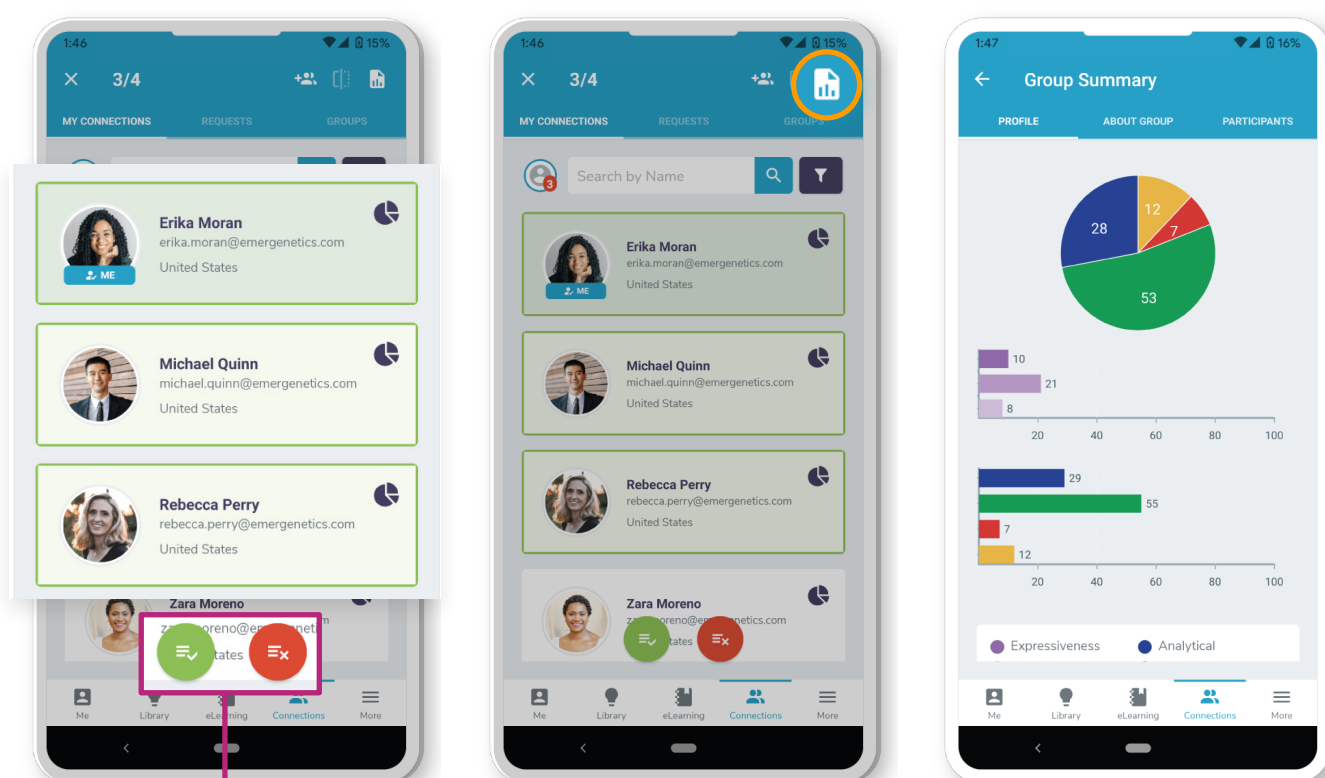 1:46
15%
3/4
MY CONNECTIONS
REQUESTS
GROUPS
Erika Moran
erika.moran@emergenetics.com
ME
United States
Michael Quinn
michael.quinn@emergenetics.com
United States
Rebecca Perry
rebecca.perry@emergenetics.com
United States
Zara Moreno
Me
Library
eLearning
Connections
More
1:46
15%
3/4
MY CONNECTIONS
REQUESTS
GROUPS
3
Search by Name
Erika Moran
erika.moran@emergenetics.com
ME
United States
Michael Quinn
michael.quinn@emergenetics.com
United States
Rebecca Perry
rebecca.perry@emergenetics.com
United States
Zara Moreno
Me
Library
eLearning
Connections
More
1:47
16%
Group Summary
PROFILE
ABOUT GROUP
PARTICIPANTS
12
28
7
53
10
21
8
20 40 60 80 100
29
55
7
12
20 40 60 80 100
Expressiveness
Analytical
Me
Library
eLearning
Connections
More